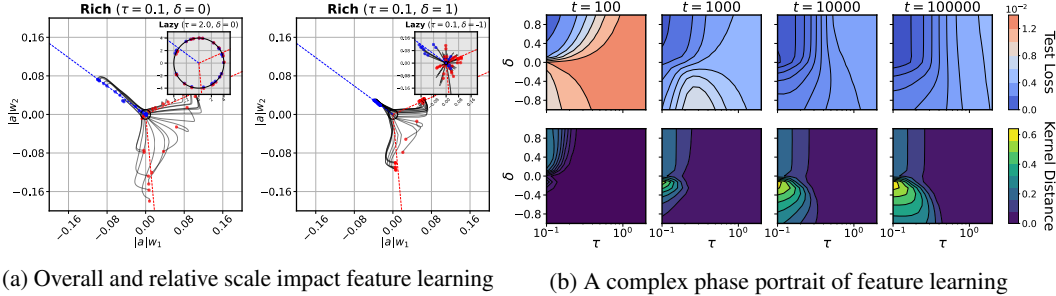 Rich (τ = 0.1, δ = 0)
Lazy (τ = 2.0, δ = 0)
0.16
0.08
0.00
−0.08
−0.16
|a|w₂
−0.16
−0.08
0.00
0.08
0.16
|a|w₁
Rich (τ = 0.1, δ = 1)
Lazy (τ = 0.1, δ = −1)
0.16
0.08
0.00
−0.08
−0.16
|a|w₂
−0.16
−0.08
0.00
0.08
0.16
|a|w₁
(a) Overall and relative scale impact feature learning
t = 100
t = 1000
t = 10000
t = 100000
δ
0.8
0.4
0.0
−0.4
−0.8
×10⁻²
1.2
0.8
0.4
0.0
Test Loss
δ
0.8
0.4
0.0
−0.4
−0.8
0.6
0.4
0.2
0.0
Kernel Distance
10⁻¹ 10⁰
10⁻¹ 10⁰
10⁻¹ 10⁰
10⁻¹ 10⁰
τ τ τ τ
(b) A complex phase portrait of feature learning